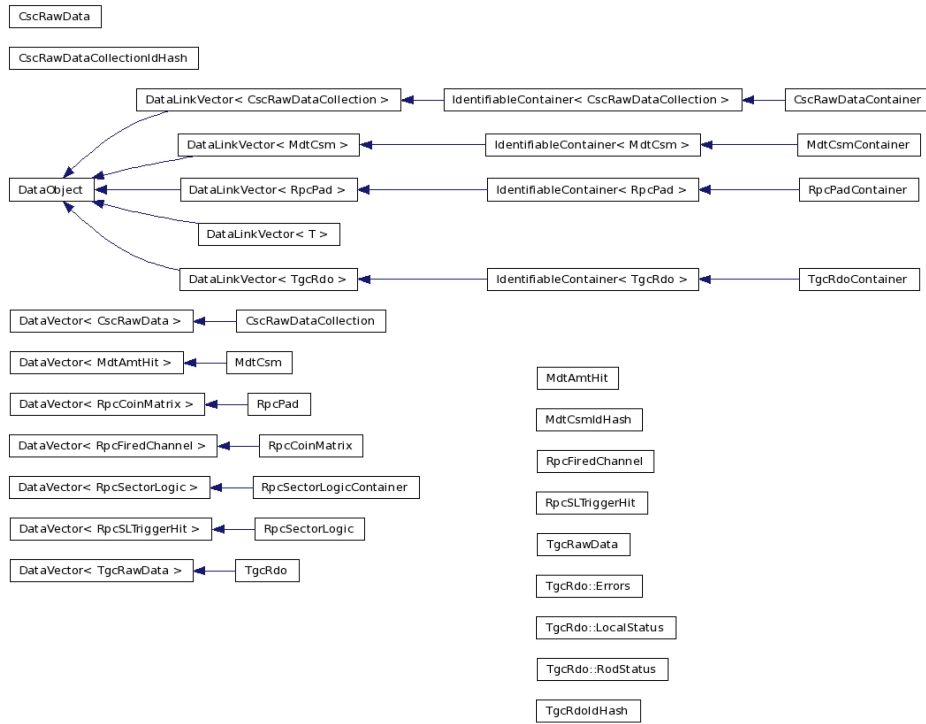 CscRawData
CscRawDataCollectionIdHash
DataLinkVector< CscRawDataCollection >
IdentifiableContainer< CscRawDataCollection >
CscRawDataContainer
DataLinkVector< MdtCsm >
IdentifiableContainer< MdtCsm >
MdtCsmContainer
DataObject
DataLinkVector< RpcPad >
IdentifiableContainer< RpcPad >
RpcPadContainer
DataLinkVector< T >
DataLinkVector< TgcRdo >
IdentifiableContainer< TgcRdo >
TgcRdoContainer
DataVector< CscRawData >
CscRawDataCollection
DataVector< MdtAmtHit >
MdtCsm
DataVector< RpcCoinMatrix >
RpcPad
DataVector< RpcFiredChannel >
RpcCoinMatrix
DataVector< RpcSectorLogic >
RpcSectorLogicContainer
DataVector< RpcSLTriggerHit >
RpcSectorLogic
DataVector< TgcRawData >
TgcRdo
MdtAmtHit
MdtCsmIdHash
RpcFiredChannel
RpcSLTriggerHit
TgcRawData
TgcRdo::Errors
TgcRdo::LocalStatus
TgcRdo::RodStatus
TgcRdoIdHash